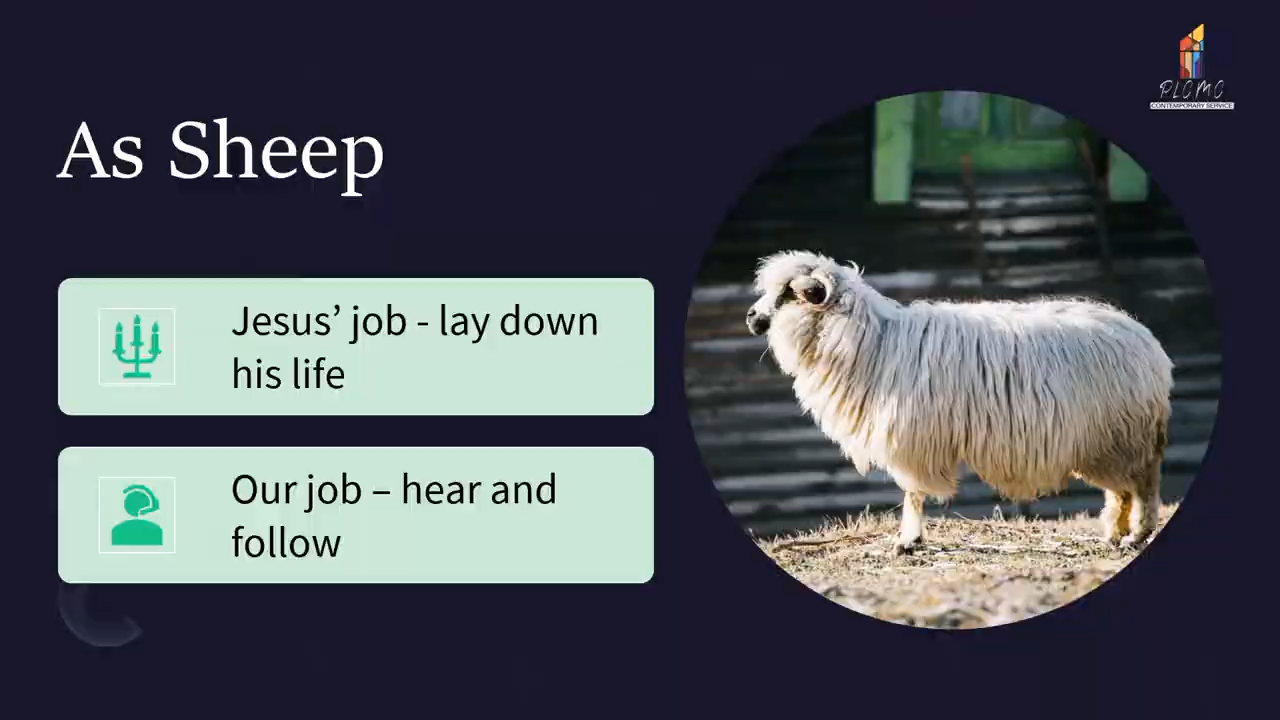 PLCMC
CONTEMPORARY SERVICE
As Sheep
Jesus’ job - lay down
his life
Our job – hear and
follow